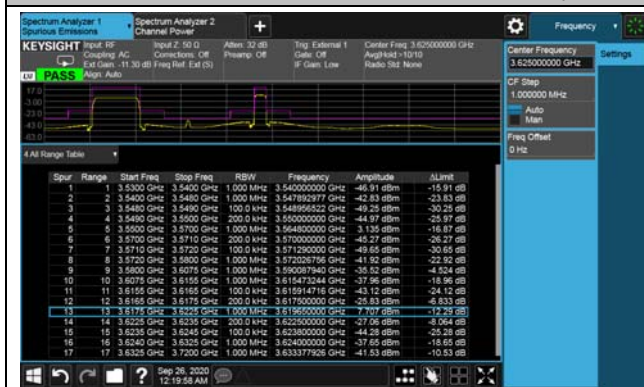 Spectrum Analyzer 1
Spurious Emissions
Spectrum Analyzer 2
Channel Power
+
Frequency
KEYSIGHT
Input: RF
Coupling: AC
Ext Gain: -11.30 dB
Align: Auto
Input Z: 50 Ω
Corrections: Off
Freq Ref: Ext (S)
Atten: 32 dB
Preamp: Off
Trig: External 1
Gate: Off
IF Gain: Low
Center Freq: 3.625000000 GHz
Avg|Hold:>10/10
Radio Std: None
LV PASS
Center Frequency
3.625000000 GHz
Settings
CF Step
1.000000 MHz
Auto
Man
Freq Offset
0 Hz
17.0
-3.00
-23.0
-43.0
-63.0
4 All Range Table
Spur Range Start Freq Stop Freq RBW Frequency Amplitude ΔLimit
1 1 3.5300 GHz 3.5400 GHz 1.000 MHz 3.540000000 GHz -46.91 dBm -15.91 dB
2 2 3.5400 GHz 3.5480 GHz 1.000 MHz 3.547892977 GHz -42.83 dBm -23.83 dB
3 3 3.5480 GHz 3.5490 GHz 100.0 kHz 3.548956522 GHz -49.25 dBm -30.25 dB
4 4 3.5490 GHz 3.5500 GHz 200.0 kHz 3.550000000 GHz -44.97 dBm -25.97 dB
5 5 3.5500 GHz 3.5700 GHz 1.000 MHz 3.564800000 GHz 3.135 dBm -16.87 dB
6 6 3.5700 GHz 3.5710 GHz 200.0 kHz 3.570000000 GHz -45.27 dBm -26.27 dB
7 7 3.5710 GHz 3.5720 GHz 100.0 kHz 3.571290000 GHz -49.65 dBm -30.65 dB
8 8 3.5720 GHz 3.5800 GHz 1.000 MHz 3.572026756 GHz -41.92 dBm -22.92 dB
9 9 3.5800 GHz 3.6075 GHz 1.000 MHz 3.590087940 GHz -35.52 dBm -4.524 dB
10 10 3.6075 GHz 3.6155 GHz 1.000 MHz 3.615473244 GHz -37.96 dBm -18.96 dB
11 11 3.6155 GHz 3.6165 GHz 100.0 kHz 3.615914716 GHz -43.12 dBm -24.12 dB
12 12 3.6165 GHz 3.6175 GHz 200.0 kHz 3.617500000 GHz -25.83 dBm -6.833 dB
13 13 3.6175 GHz 3.6225 GHz 1.000 MHz 3.619650000 GHz 7.707 dBm -12.29 dB
14 14 3.6225 GHz 3.6235 GHz 200.0 kHz 3.622500000 GHz -27.06 dBm -8.064 dB
15 15 3.6235 GHz 3.6245 GHz 100.0 kHz 3.623800000 GHz -44.28 dBm -25.28 dB
16 16 3.6240 GHz 3.6325 GHz 1.000 MHz 3.624000000 GHz -37.65 dBm -18.65 dB
17 17 3.6325 GHz 3.7200 GHz 1.000 MHz 3.633377926 GHz -41.53 dBm -10.53 dB
?
Sep 26, 2020
12:19:58 AM